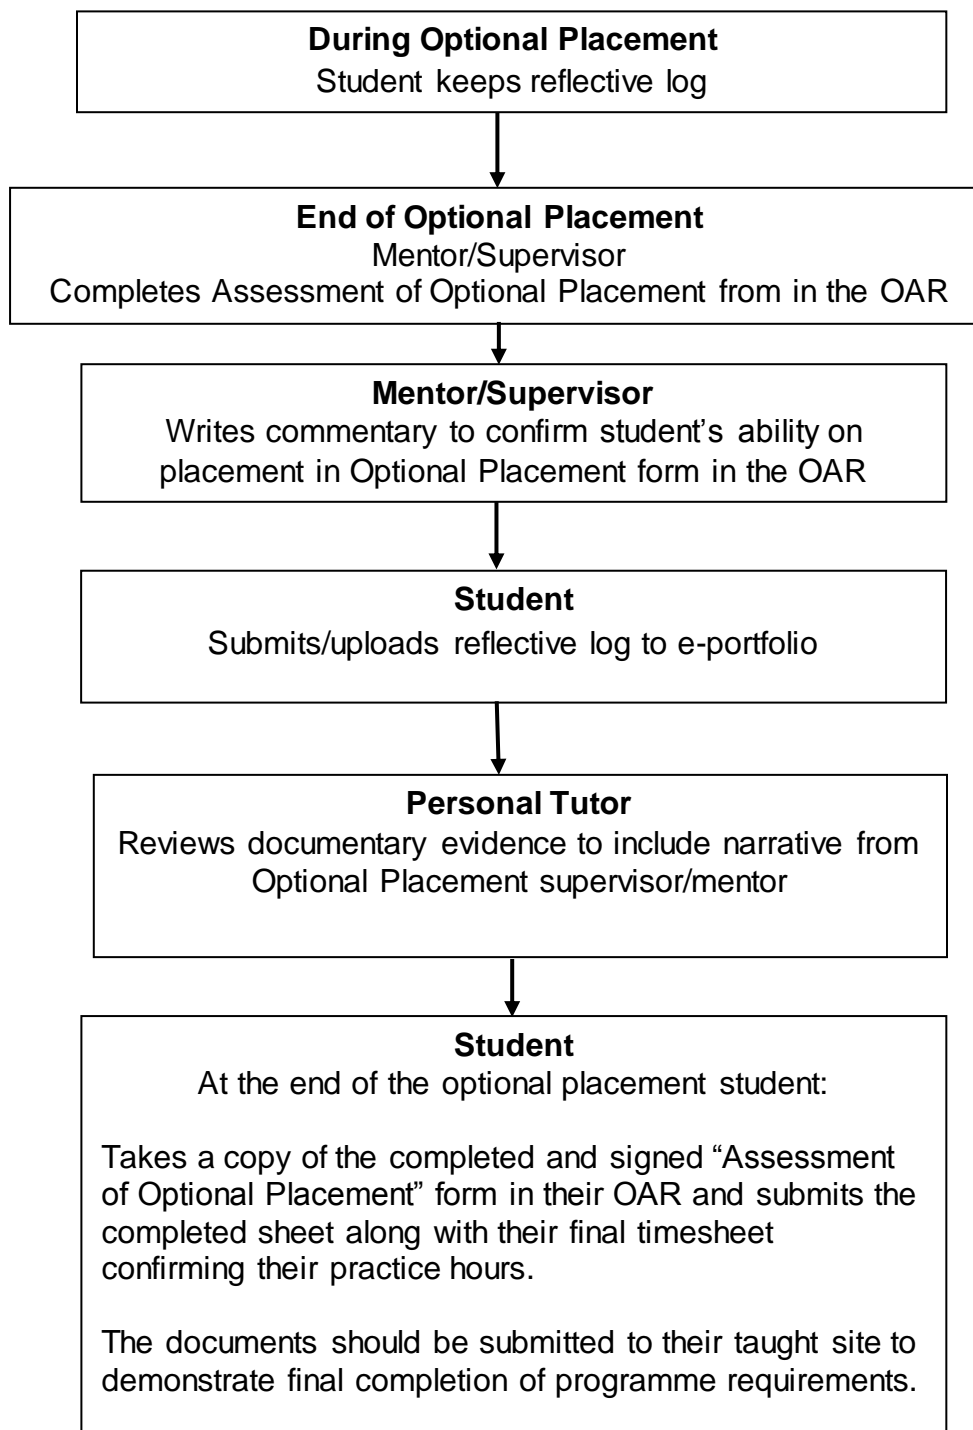 During Optional Placement
Student keeps reflective log
End of Optional Placement
Mentor/Supervisor
Completes Assessment of Optional Placement from in the OAR
Mentor/Supervisor
Writes commentary to confirm student’s ability on
placement in Optional Placement form in the OAR
Student
Submits/uploads reflective log to e-portfolio
Personal Tutor
Reviews documentary evidence to include narrative from
Optional Placement supervisor/mentor
Student
At the end of the optional placement student:
Takes a copy of the completed and signed “Assessment
of Optional Placement” form in their OAR and submits the
completed sheet along with their final timesheet
confirming their practice hours.
The documents should be submitted to their taught site to
demonstrate final completion of programme requirements.